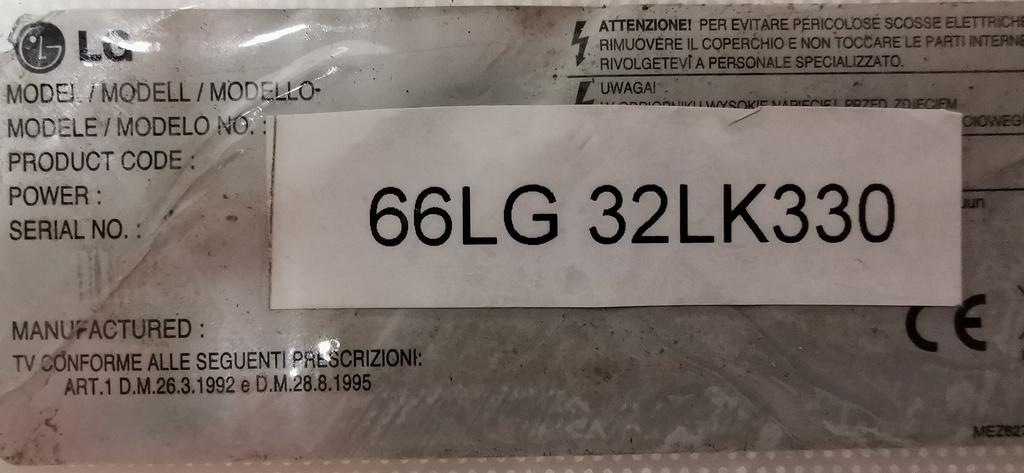 LG
ATTENZIONE! PER EVITARE PERICOLOSE SCOSSE ELETTRICHE
RIMUOVERE IL COPERCHIO E NON TOCCARE LE PARTI INTERNE
RIVOLGETEVI A PERSONALE SPECIALIZZATO.
UWAGA!
MODEL / MODELL / MODELLO
MODELE / MODELO NO. :
PRODUCT CODE :
POWER :
SERIAL NO. :
66LG 32LK330
MANUFACTURED :
CE
TV CONFORME ALLE SEGUENTI PRESCRIZIONI:
ART.1 D.M.26.3.1992 e D.M.28.8.1995